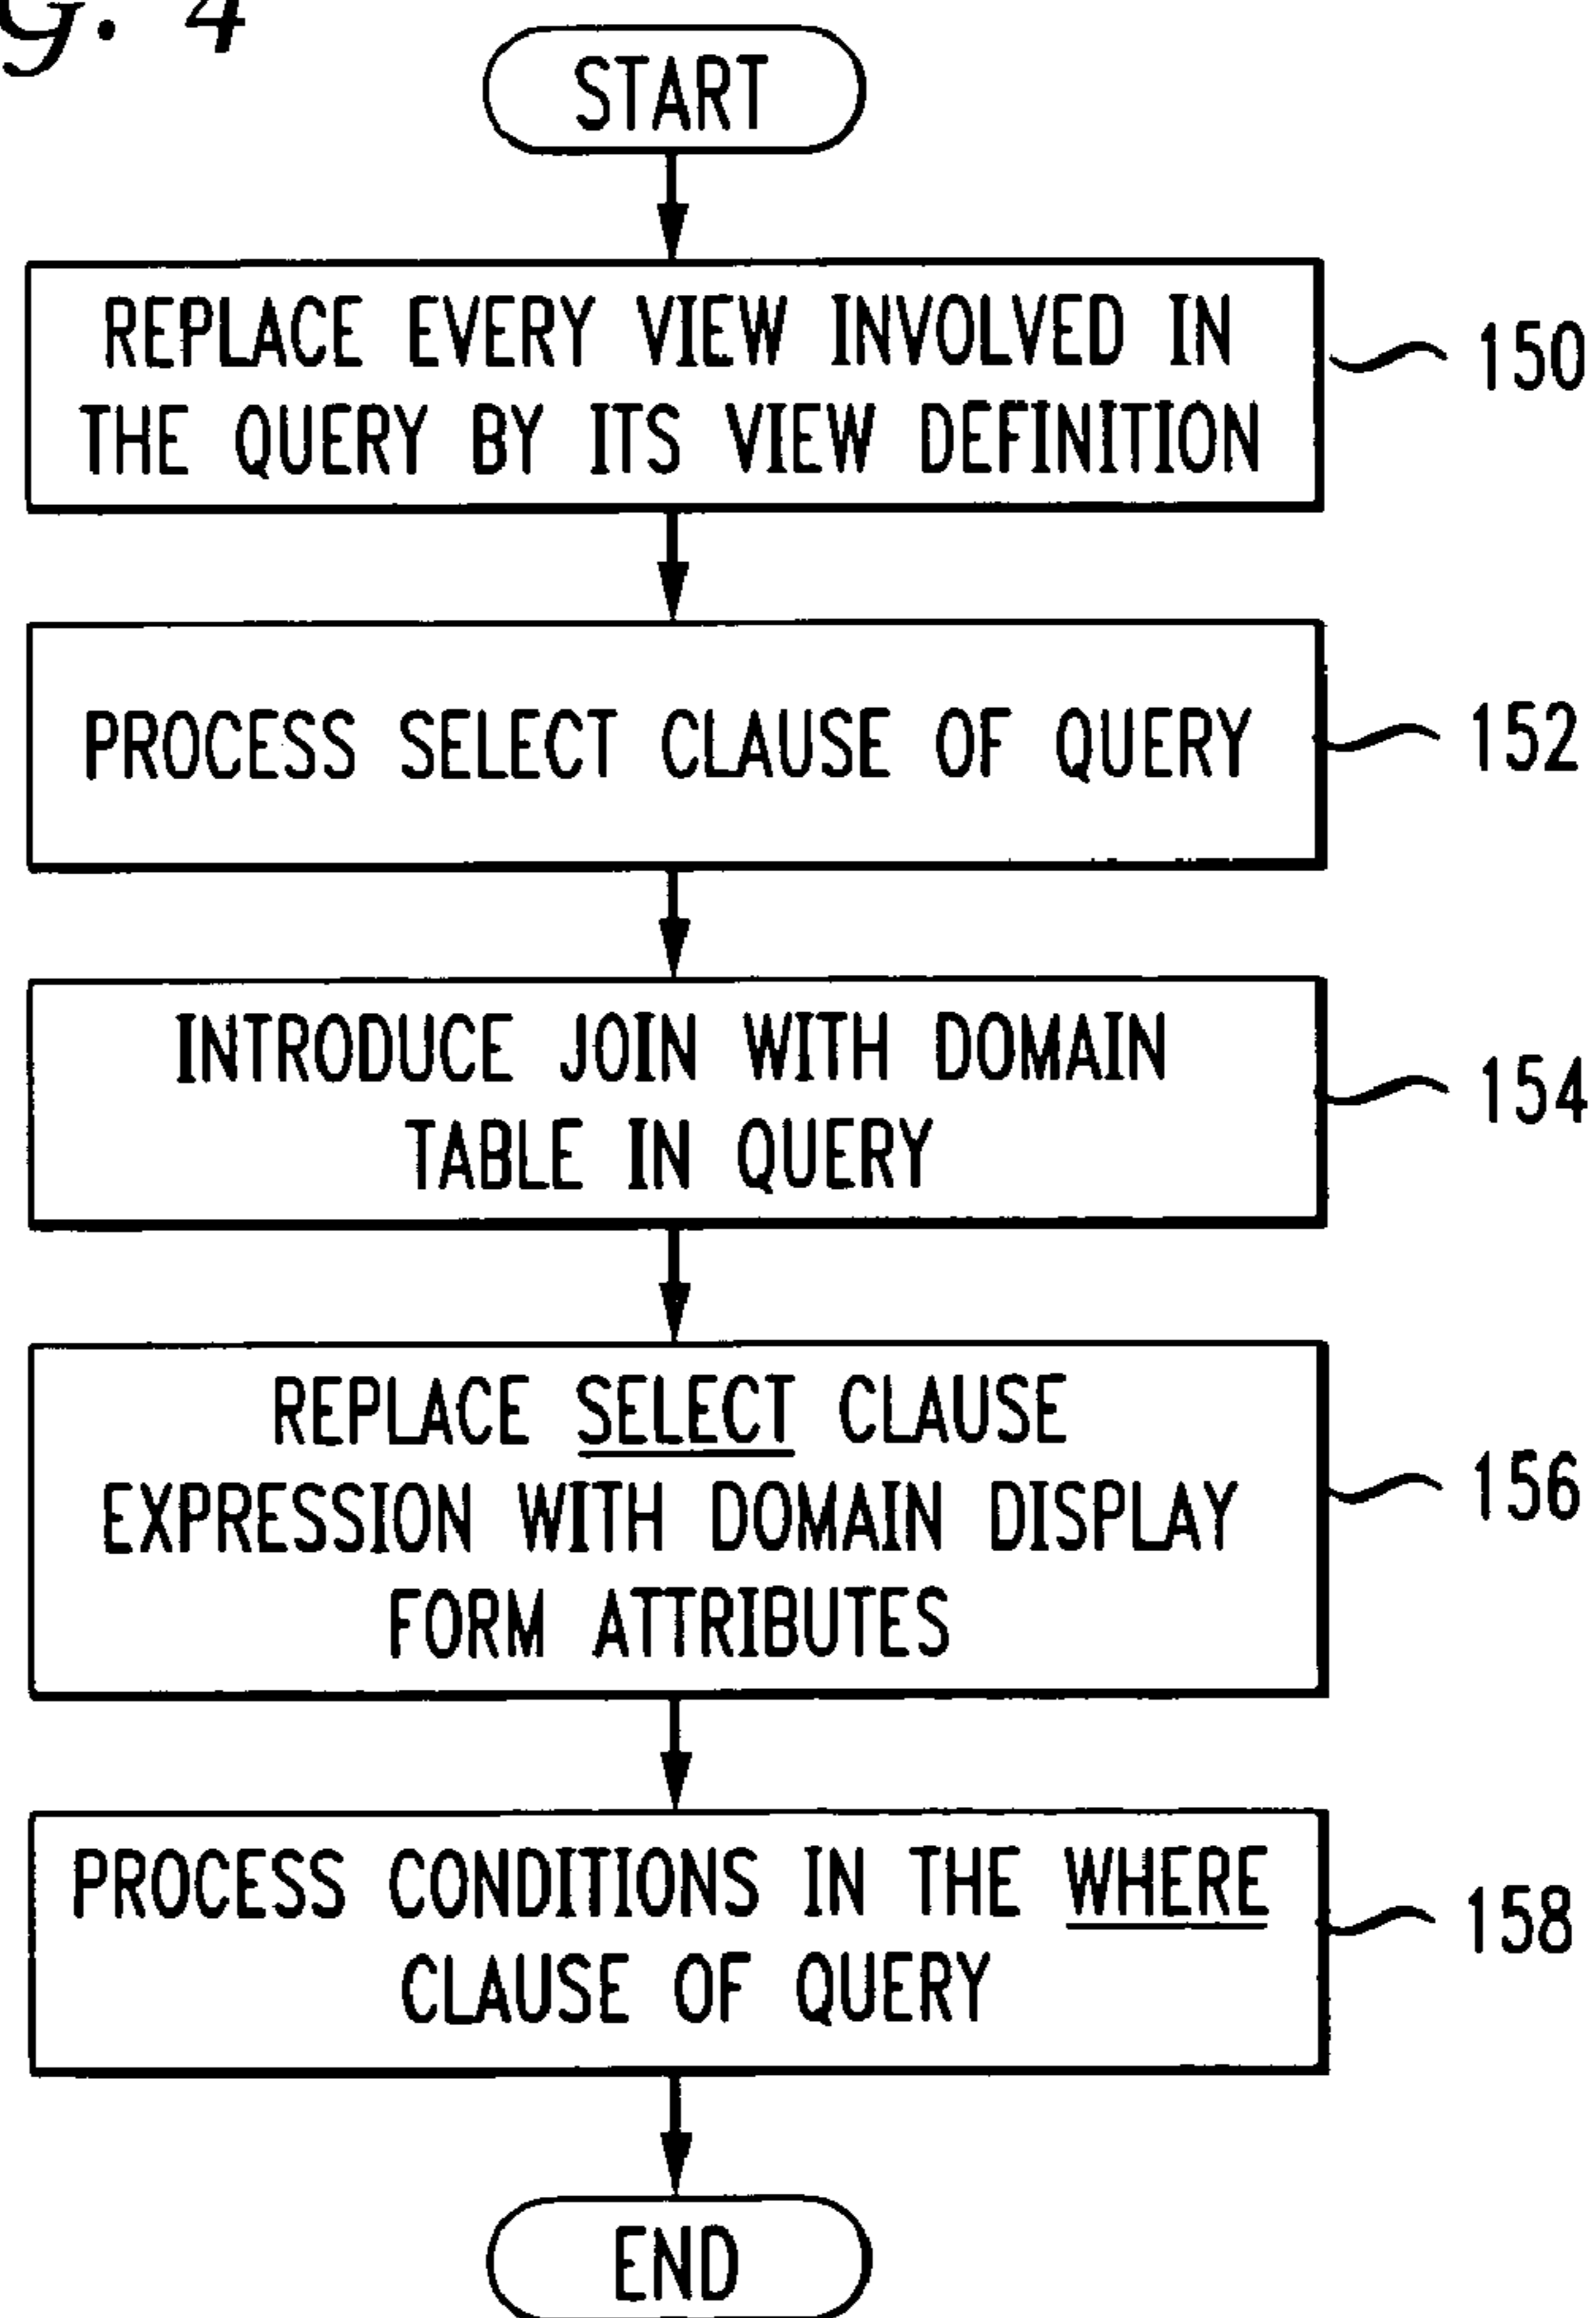 G. 4
START
REPLACE EVERY VIEW INVOLVED IN
THE QUERY BY ITS VIEW DEFINITION
150
PROCESS SELECT CLAUSE OF QUERY
152
INTRODUCE JOIN WITH DOMAIN
TABLE IN QUERY
154
REPLACE SELECT CLAUSE
EXPRESSION WITH DOMAIN DISPLAY
FORM ATTRIBUTES
156
PROCESS CONDITIONS IN THE WHERE
CLAUSE OF QUERY
158
END